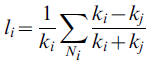 l_i = \frac{1}{k_i} \sum_{N_i} \frac{k_i - k_j}{k_i + k_j}